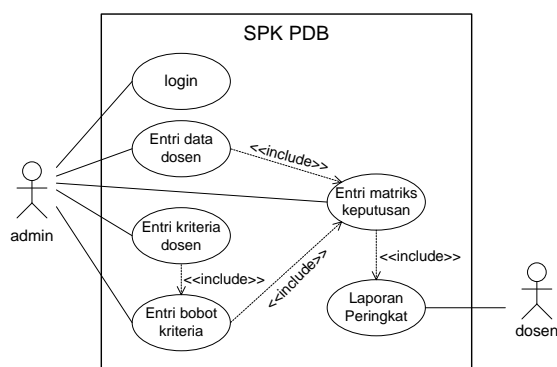 SPK PDB
login
Entri data
dosen
<<include>>
Entri matriks
keputusan
admin
Entri kriteria
dosen
<<include>>
<<include>>
<<include>>
Entri bobot
kriteria
Laporan
Peringkat
dosen